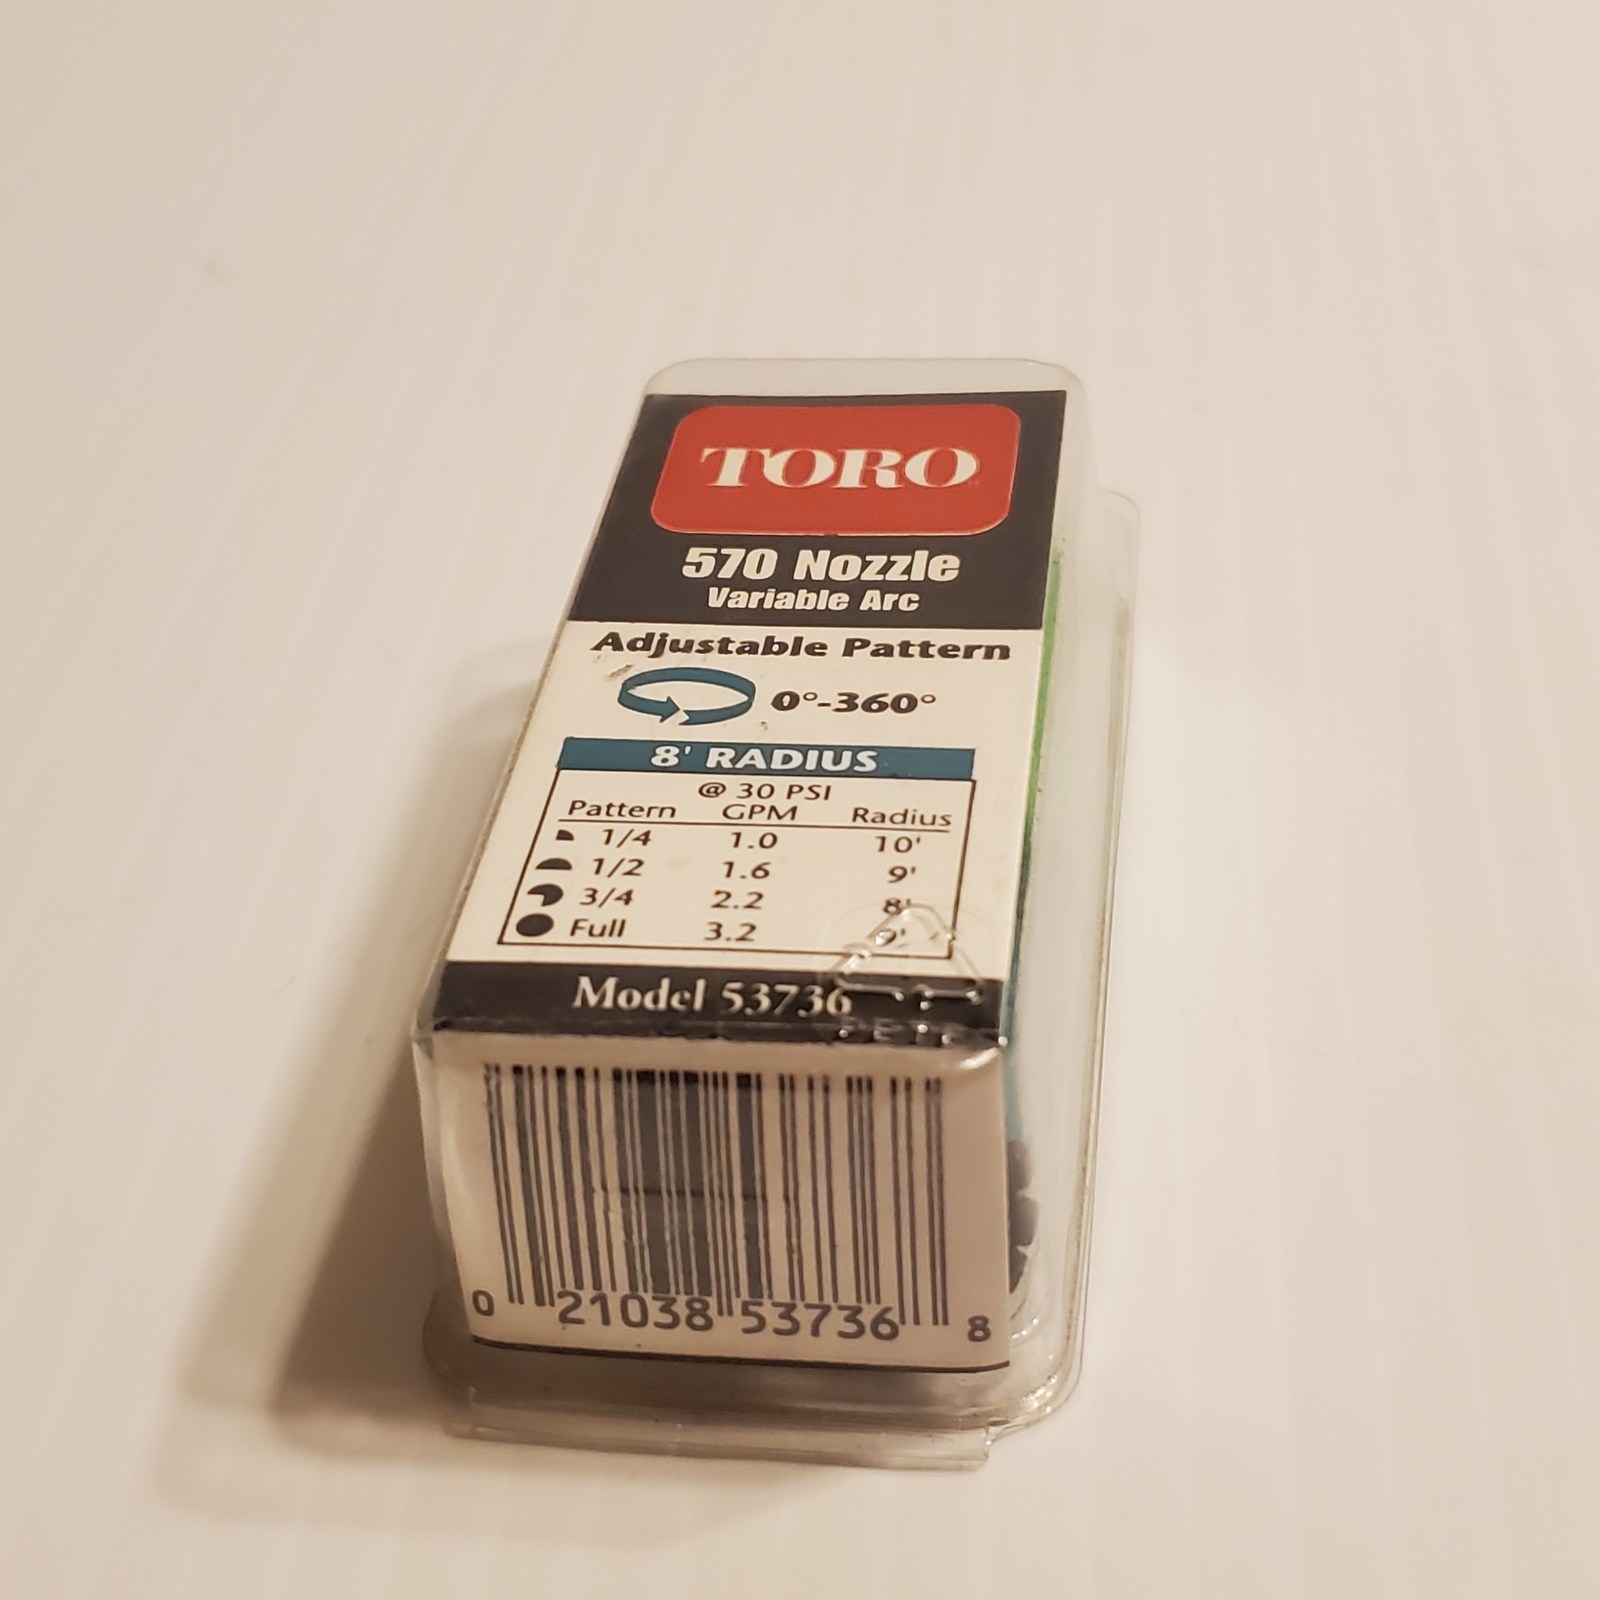 TORO
570 Nozzle
Variable Arc
Adjustable Pattern
0°-360°
8' RADIUS
@ 30 PSI
Pattern GPM Radius
1/4 1.0 10'
1/2 1.6 9'
3/4 2.2 8'
Full 3.2 9'
Model 53736
0 21038 53736 8